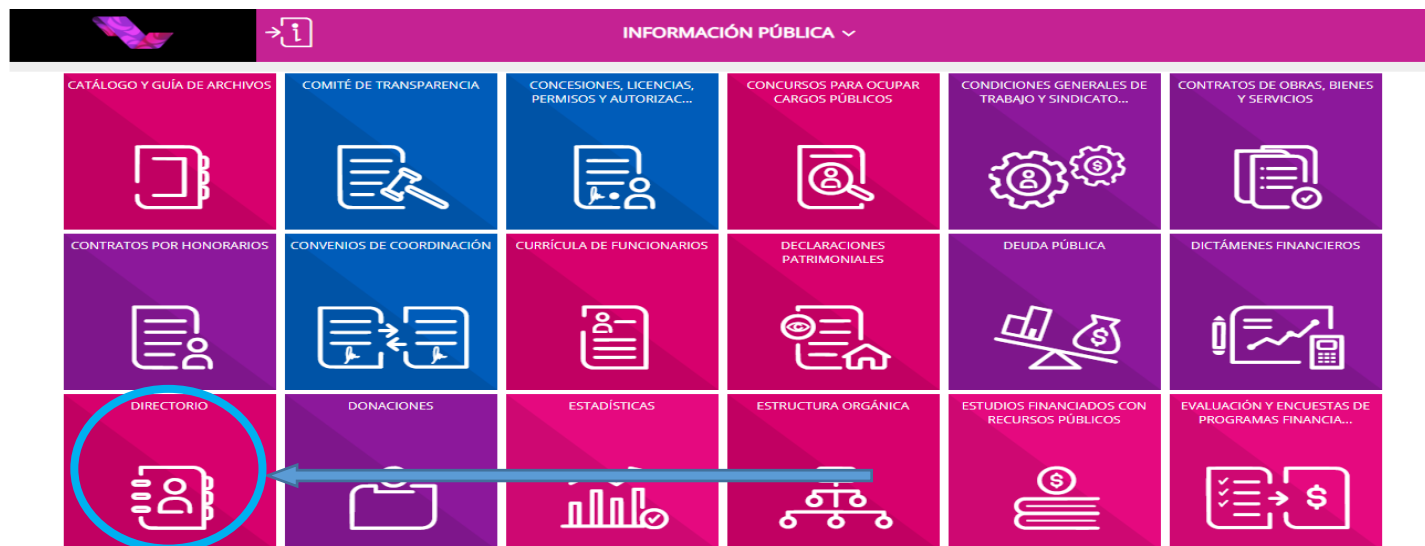 INFORMACIÓN PÚBLICA
CATÁLOGO Y GUÍA DE ARCHIVOS
COMITÉ DE TRANSPARENCIA
CONCESIONES, LICENCIAS,
PERMISOS Y AUTORIZAC...
CONCURSOS PARA OCUPAR
CARGOS PÚBLICOS
CONDICIONES GENERALES DE
TRABAJO Y SINDICATO...
CONTRATOS DE OBRAS, BIENES
Y SERVICIOS
CONTRATOS POR HONORARIOS
CONVENIOS DE COORDINACIÓN
CURRÍCULA DE FUNCIONARIOS
DECLARACIONES
PATRIMONIALES
DEUDA PÚBLICA
DICTÁMENES FINANCIEROS
DIRECTORIO
DONACIONES
ESTADÍSTICAS
ESTRUCTURA ORGÁNICA
ESTUDIOS FINANCIADOS CON
RECURSOS PÚBLICOS
EVALUACIÓN Y ENCUESTAS DE
PROGRAMAS FINANCIA...